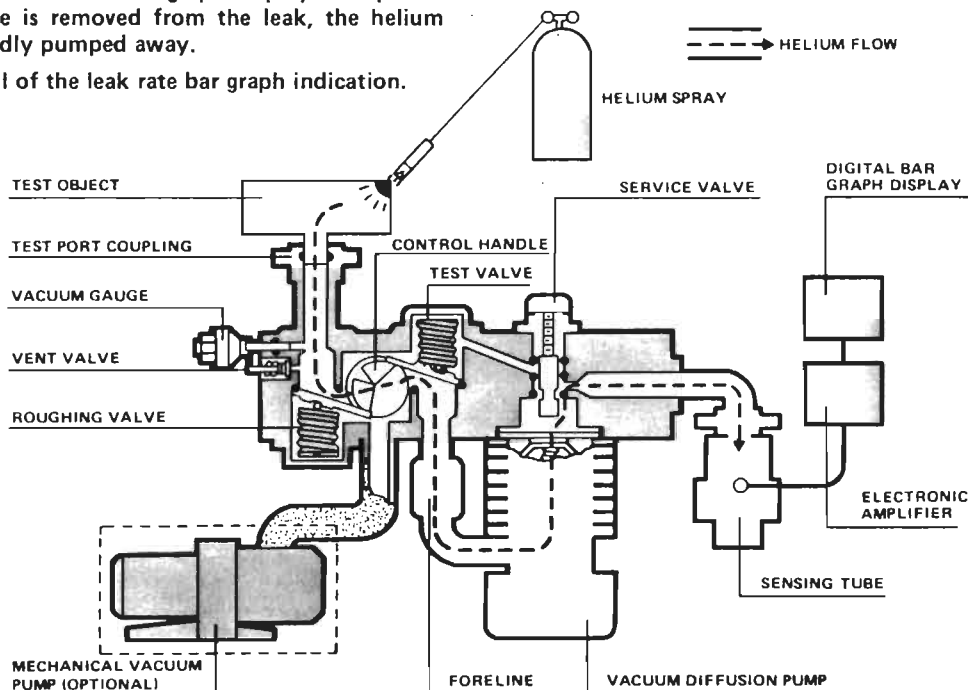 e is removed from the leak, the helium
dly pumped away.
l of the leak rate bar graph indication.
HELIUM FLOW
HELIUM SPRAY
TEST OBJECT
SERVICE VALVE
DIGITAL BAR
GRAPH DISPLAY
TEST PORT COUPLING
CONTROL HANDLE
TEST VALVE
VACUUM GAUGE
VENT VALVE
ROUGHING VALVE
ELECTRONIC
AMPLIFIER
SENSING TUBE
MECHANICAL VACUUM
PUMP (OPTIONAL)
FORELINE
VACUUM DIFFUSION PUMP